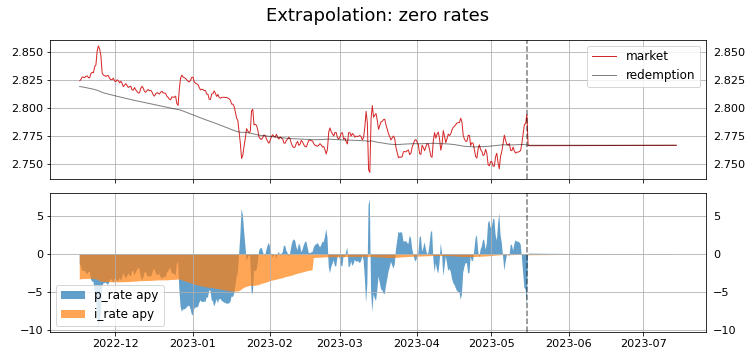 Extrapolation: zero rates
2.850 2.850
2.825 2.825
2.800 2.800
2.775 2.775
2.750 2.750
market
redemption
5 5
0 0
−5 −5
−10 −10
p_rate apy
i_rate apy
2022-12 2023-01 2023-02 2023-03 2023-04 2023-05 2023-06 2023-07